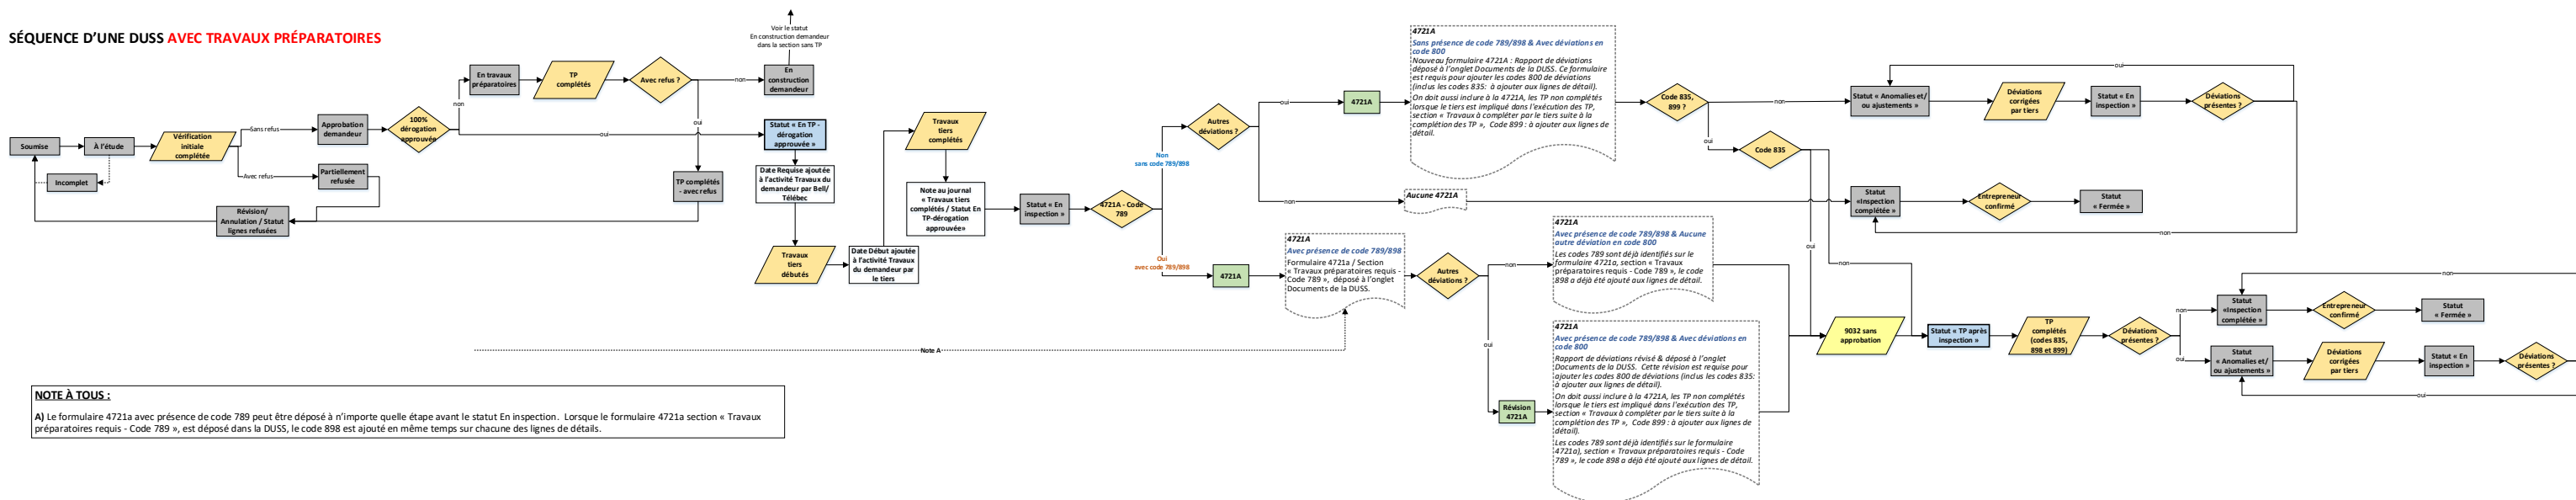 SÉQUENCE D'UNE DUSS AVEC TRAVAUX PRÉPARATOIRES
Soumise
À l'étude
Incomplet
Vérification
initiale
complétée
Sans refus
Avec refus
Approbation
demandeur
Partiellement
refusée
Révision/
Annulation / Statut
lignes refusées
100%
dérogation
approuvée
non
oui
En travaux
préparatoires
TP
complétés
Avec refus ?
non
oui
Voir le statut
En construction demandeur
dans la section sans TP
En
construction
demandeur
TP complétés
- avec refus
Statut « En TP -
dérogation
approuvée »
Date Requise ajoutée
à l'activité Travaux du
demandeur par Bell/
Télébec
Travaux
tiers
débutés
Date Début ajoutée
à l'activité Travaux
du demandeur par
le tiers
Travaux
tiers
complétés
Note au journal
« Travaux tiers
complétés / Statut En
TP-dérogation
approuvée»
Statut « En
inspection »
4721A - Code
789
Non
sans code 789/898
Oui
avec code 789/898
Autres
déviations ?
oui
non
4721A
4721A
Sans présence de code 789/898 & Avec déviations en
code 800
Nouveau formulaire 4721A : Rapport de déviations
déposé à l'onglet Documents de la DUSS. Ce formulaire
est requis pour ajouter les codes 800 de déviations
(inclus les codes 835: à ajouter aux lignes de détail).
On doit aussi inclure à la 4721A, les TP non complétés
lorsque le tiers est impliqué dans l'exécution des TP,
section « Travaux à compléter par le tiers suite à la
complétion des TP », Code 899 : à ajouter aux lignes de
détail.
Aucune 4721A
Code 835,
899 ?
non
oui
Code 835
oui
non
Statut « Anomalies et/
ou ajustements »
Déviations
corrigées
par tiers
Statut « En
inspection »
Déviations
présentes ?
oui
non
Statut
«Inspection
complétée »
Entrepreneur
confirmé
Statut
« Fermée »
4721A
4721A
Avec présence de code 789/898
Formulaire 4721a / Section
« Travaux préparatoires requis -
Code 789 », déposé à l'onglet
Documents de la DUSS.
Autres
déviations ?
non
oui
4721A
Avec présence de code 789/898 & Aucune
autre déviation en code 800
Les codes 789 sont déjà identifiés sur le
formulaire 4721a, section « Travaux
préparatoires requis - Code 789 », le code
898 a déjà été ajouté aux lignes de détail.
Révision
4721A
4721A
Avec présence de code 789/898 & Avec déviations en
code 800
Rapport de déviations révisé & déposé à l'onglet
Documents de la DUSS. Cette révision est requise pour
ajouter les codes 800 de déviations (inclus les codes 835:
à ajouter aux lignes de détail).
On doit aussi inclure à la 4721A, les TP non complétés
lorsque le tiers est impliqué dans l'exécution des TP,
section « Travaux à compléter par le tiers suite à la
complétion des TP », Code 899 : à ajouter aux lignes de
détail).
Les codes 789 sont déjà identifiés sur le formulaire
4721a), section « Travaux préparatoires requis - Code
789 », le code 898 a déjà été ajouté aux lignes de détail.
9032 sans
approbation
Statut « TP après
inspection »
TP
complétés
(codes 835,
898 et 899)
Déviations
présentes ?
non
oui
Statut
«Inspection
complétée »
Entrepreneur
confirmé
Statut
« Fermée »
non
Statut
« Anomalies et/
ou ajustements »
Déviations
corrigées
par tiers
Statut « En
inspection »
Déviations
présentes ?
oui
Note A
NOTE À TOUS :
A) Le formulaire 4721a avec présence de code 789 peut être déposé à n'importe quelle étape avant le statut En inspection. Lorsque le formulaire 4721a section « Travaux
préparatoires requis - Code 789 », est déposé dans la DUSS, le code 898 est ajouté en même temps sur chacune des lignes de détails.